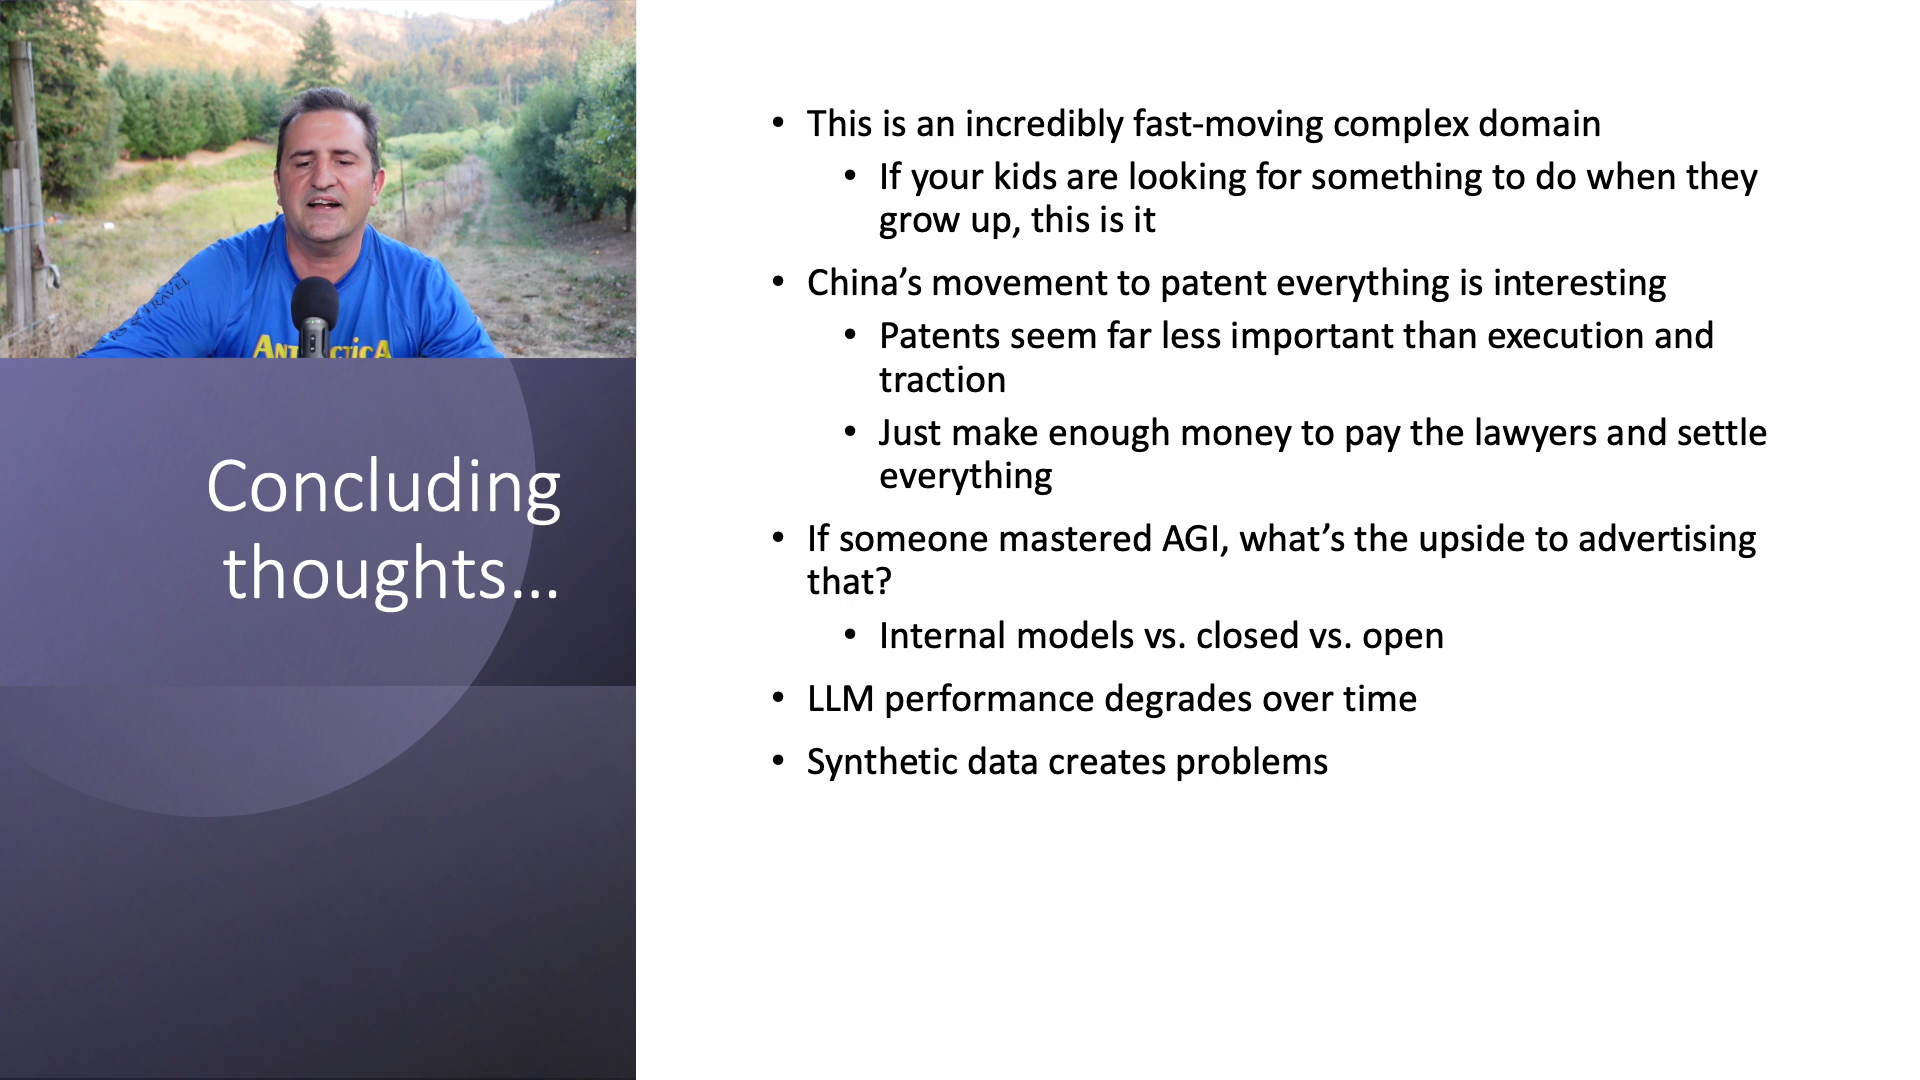 Concluding
thoughts...
• This is an incredibly fast-moving complex domain
• If your kids are looking for something to do when they
grow up, this is it
• China’s movement to patent everything is interesting
• Patents seem far less important than execution and
traction
• Just make enough money to pay the lawyers and settle
everything
• If someone mastered AGI, what’s the upside to advertising
that?
• Internal models vs. closed vs. open
• LLM performance degrades over time
• Synthetic data creates problems